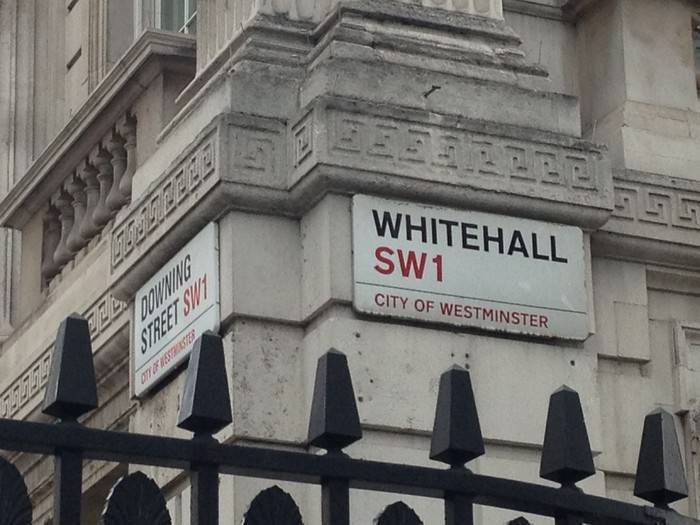 DOWNING
STREET SW1
CITY OF WESTMINSTER
WHITEHALL
SW1
CITY OF WESTMINSTER